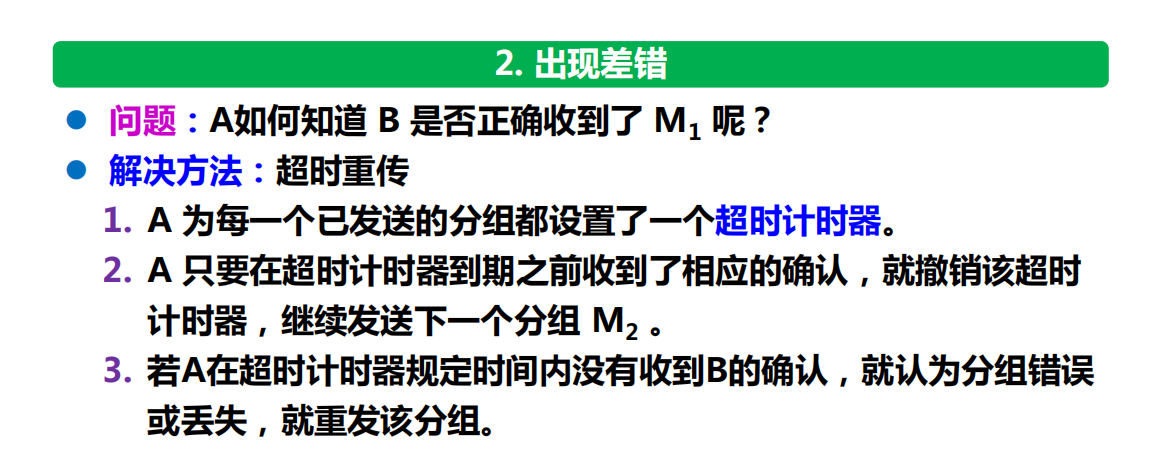 2. 出现差错
● 问题：A如何知道 B 是否正确收到了 M₁ 呢？
● 解决方法：超时重传
1. A 为每一个已发送的分组都设置了一个超时计时器。
2. A 只要在超时计时器到期之前收到了相应的确认，就撤销该超时
计时器，继续发送下一个分组 M₂ 。
3. 若A在超时计时器规定时间内没有收到B的确认，就认为分组错误
或丢失，就重发该分组。